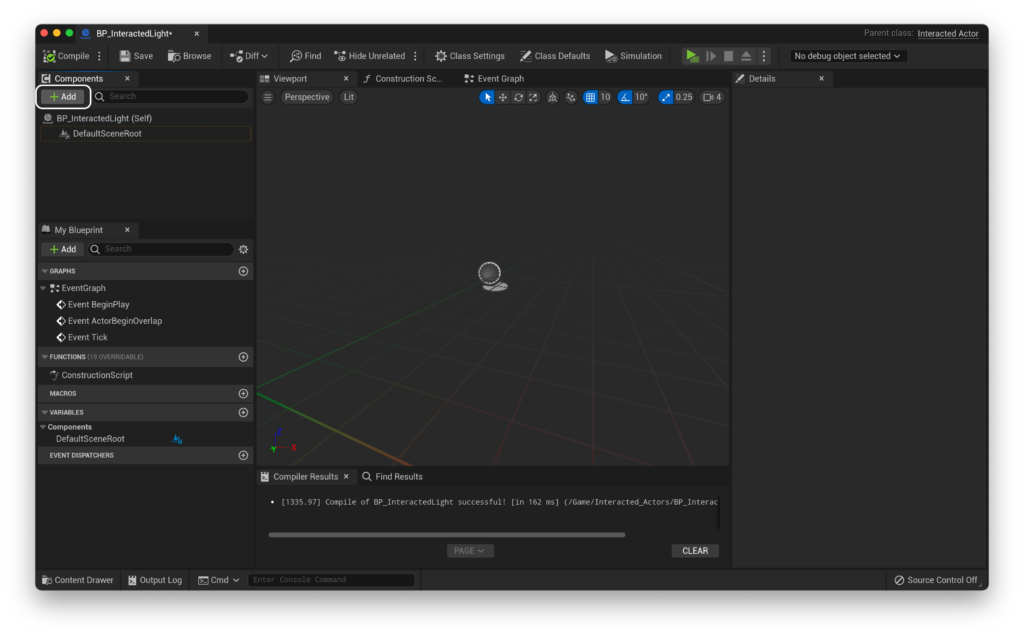 BP_InteractedLight*
Parent class: Interacted Actor
Compile Save Browse Diff Find Hide Unrelated Class Settings Class Defaults Simulation No debug object selected
Components
+ Add Search
BP_InteractedLight (Self)
DefaultSceneRoot
My Blueprint
+ Add Search
GRAPHS
EventGraph
Event BeginPlay
Event ActorBeginOverlap
Event Tick
FUNCTIONS (19 OVERRIDABLE)
ConstructionScript
MACROS
VARIABLES
Components
DefaultSceneRoot
EVENT DISPATCHERS
Viewport Construction Sc... Event Graph
Perspective Lit 10 10° 0.25 4
Z
-Y X
Compiler Results Find Results
• [1335.97] Compile of BP_InteractedLight successful! [in 162 ms] (/Game/Interacted_Actors/BP_Interac
PAGE CLEAR
Details
Content Drawer Output Log Cmd Enter Console Command Source Control Off